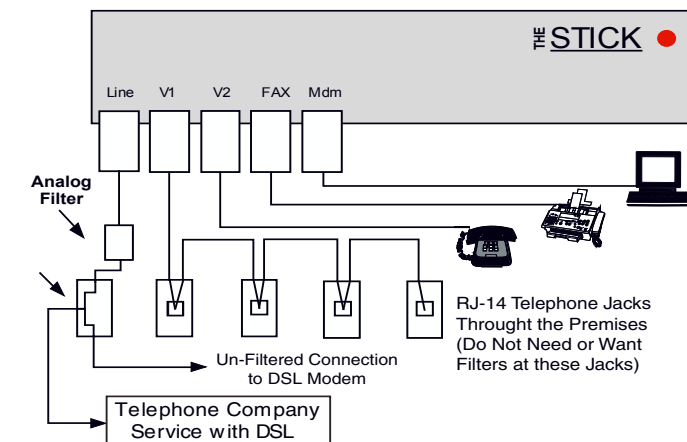 THE STICK
Line V1 V2 FAX Mdm
Analog
Filter
RJ-14 Telephone Jacks
Throught the Premises
(Do Not Need or Want
Filters at these Jacks)
Un-Filtered Connection
to DSL Modem
Telephone Company
Service with DSL